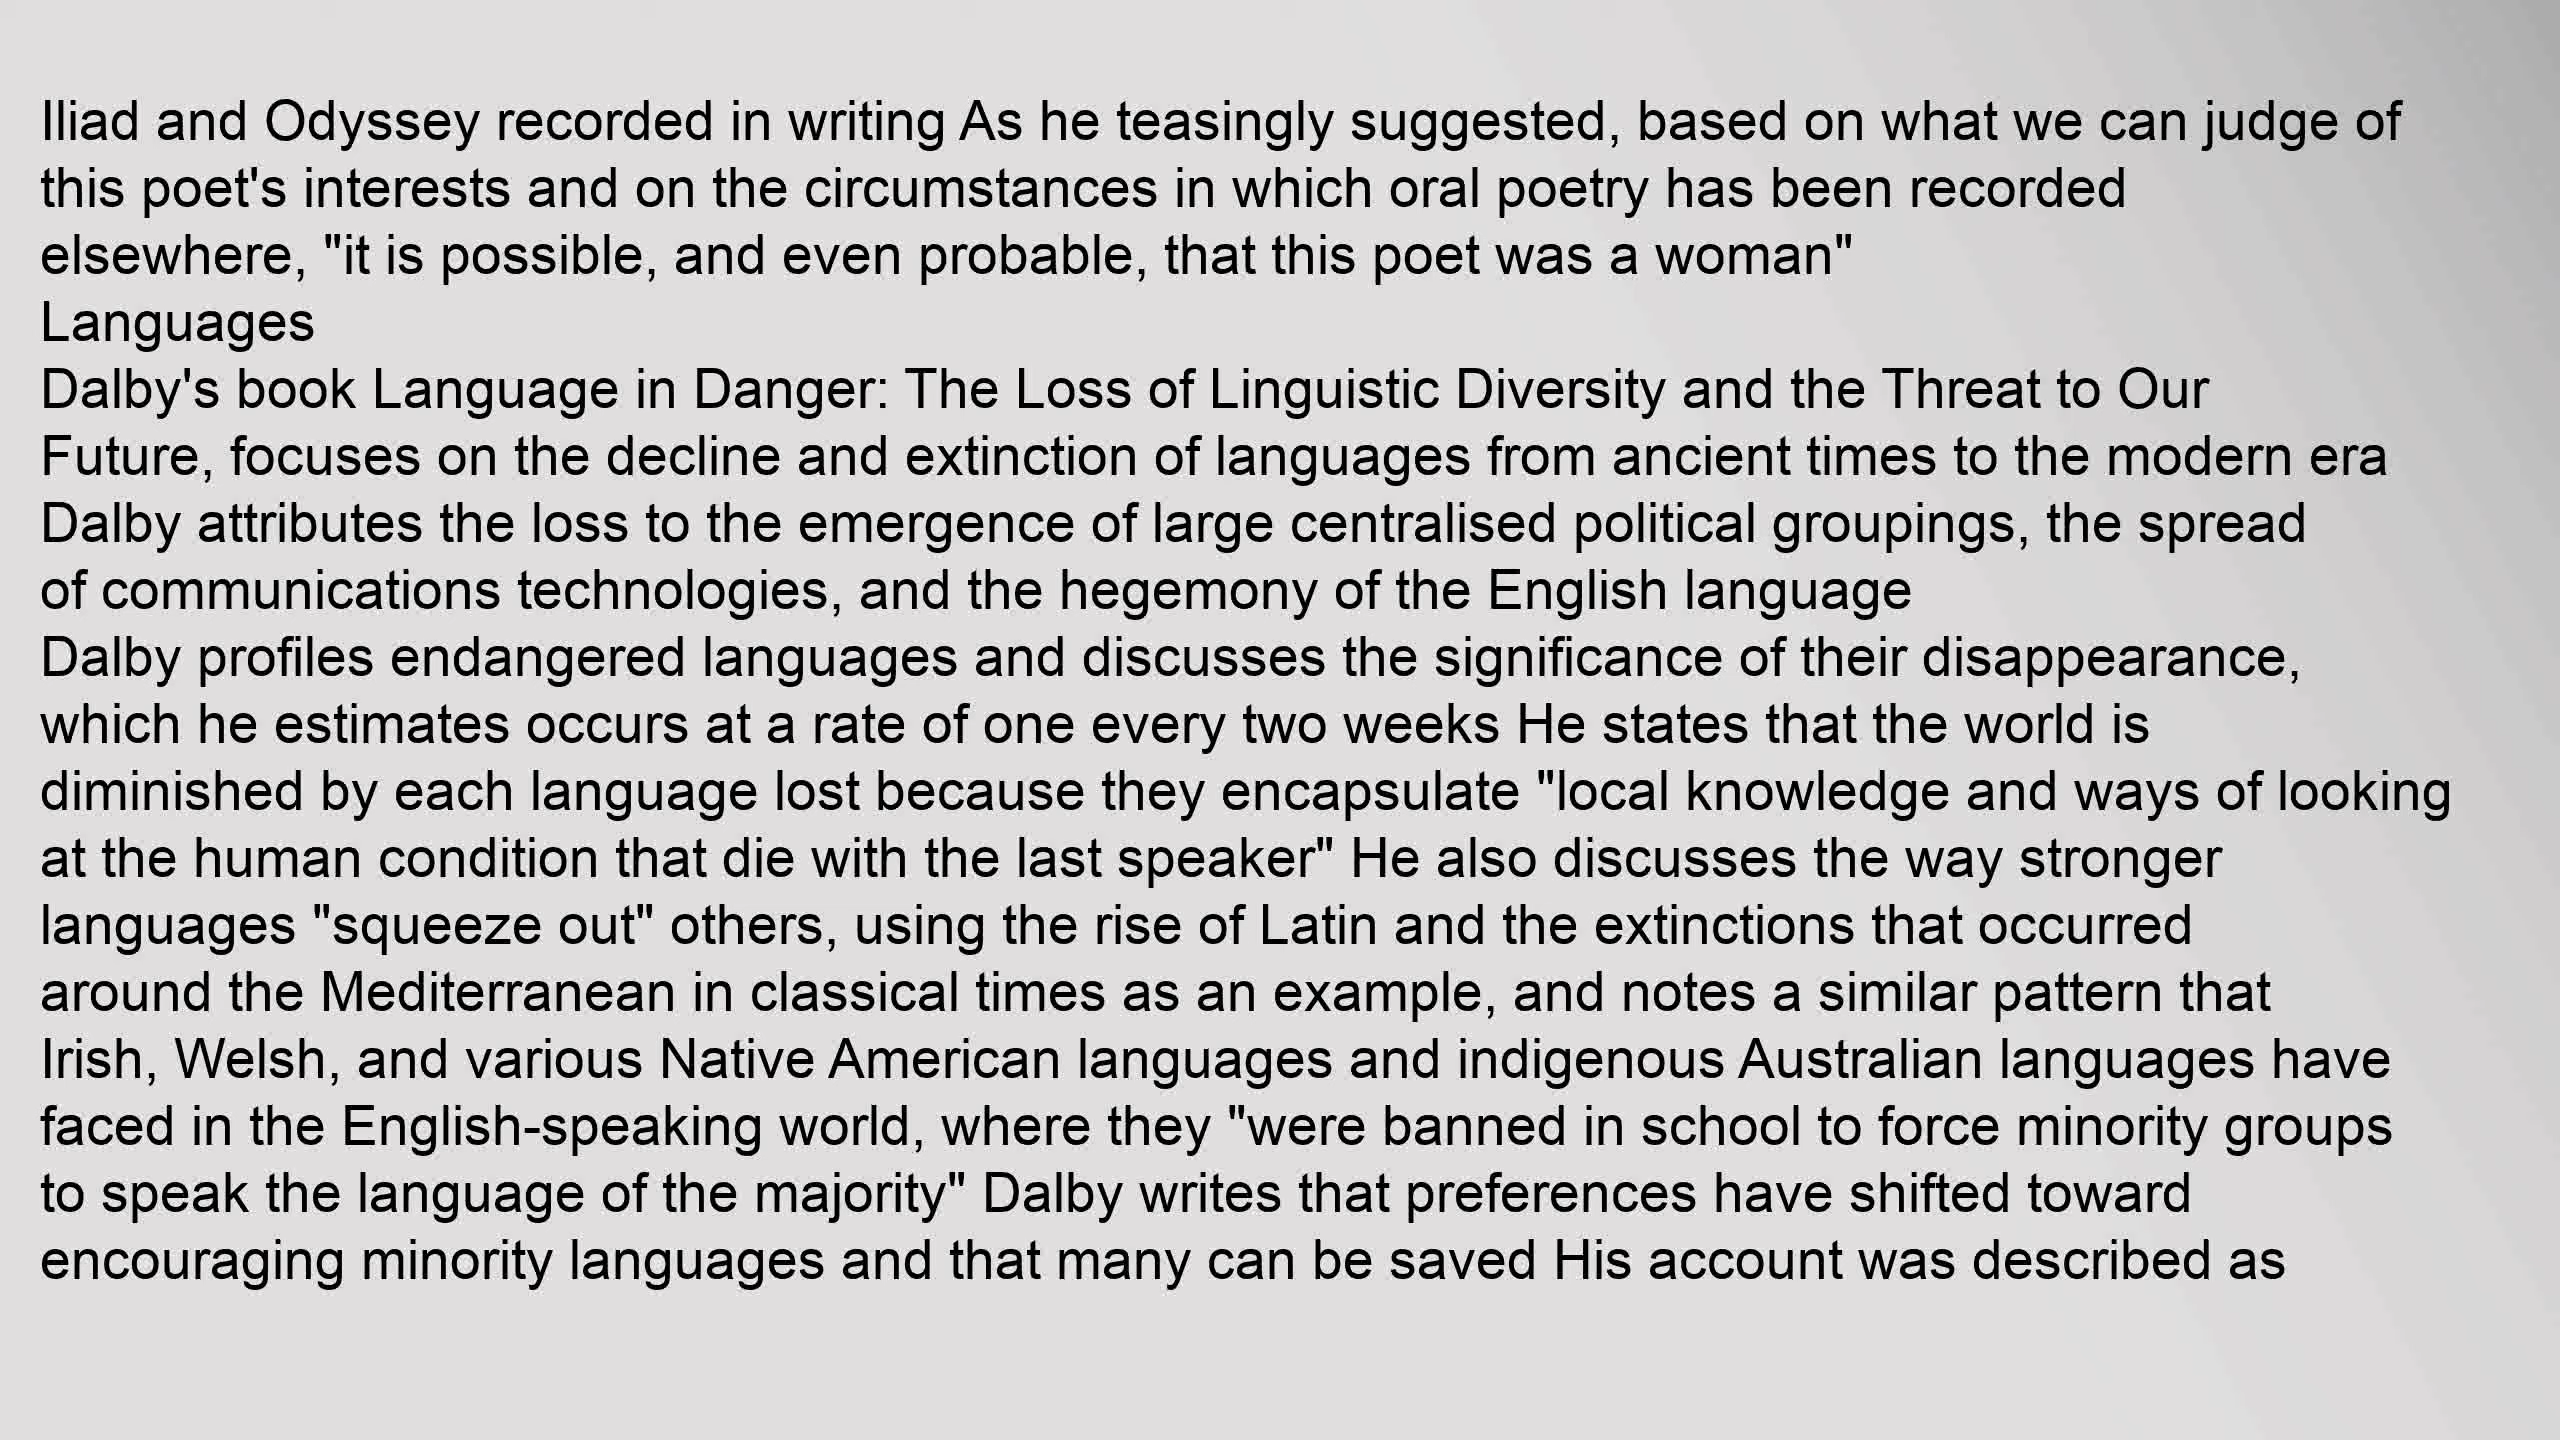 Iliad and Odyssey recorded in writing As he teasingly suggested, based on what we can judge of
this poet's interests and on the circumstances in which oral poetry has been recorded
elsewhere, "it is possible, and even probable, that this poet was a woman"
Languages
Dalby's book Language in Danger: The Loss of Linguistic Diversity and the Threat to Our
Future, focuses on the decline and extinction of languages from ancient times to the modern era
Dalby attributes the loss to the emergence of large centralised political groupings, the spread
of communications technologies, and the hegemony of the English language
Dalby profiles endangered languages and discusses the significance of their disappearance,
which he estimates occurs at a rate of one every two weeks He states that the world is
diminished by each language lost because they encapsulate "local knowledge and ways of looking
at the human condition that die with the last speaker" He also discusses the way stronger
languages "squeeze out" others, using the rise of Latin and the extinctions that occurred
around the Mediterranean in classical times as an example, and notes a similar pattern that
Irish, Welsh, and various Native American languages and indigenous Australian languages have
faced in the English-speaking world, where they "were banned in school to force minority groups
to speak the language of the majority" Dalby writes that preferences have shifted toward
encouraging minority languages and that many can be saved His account was described as